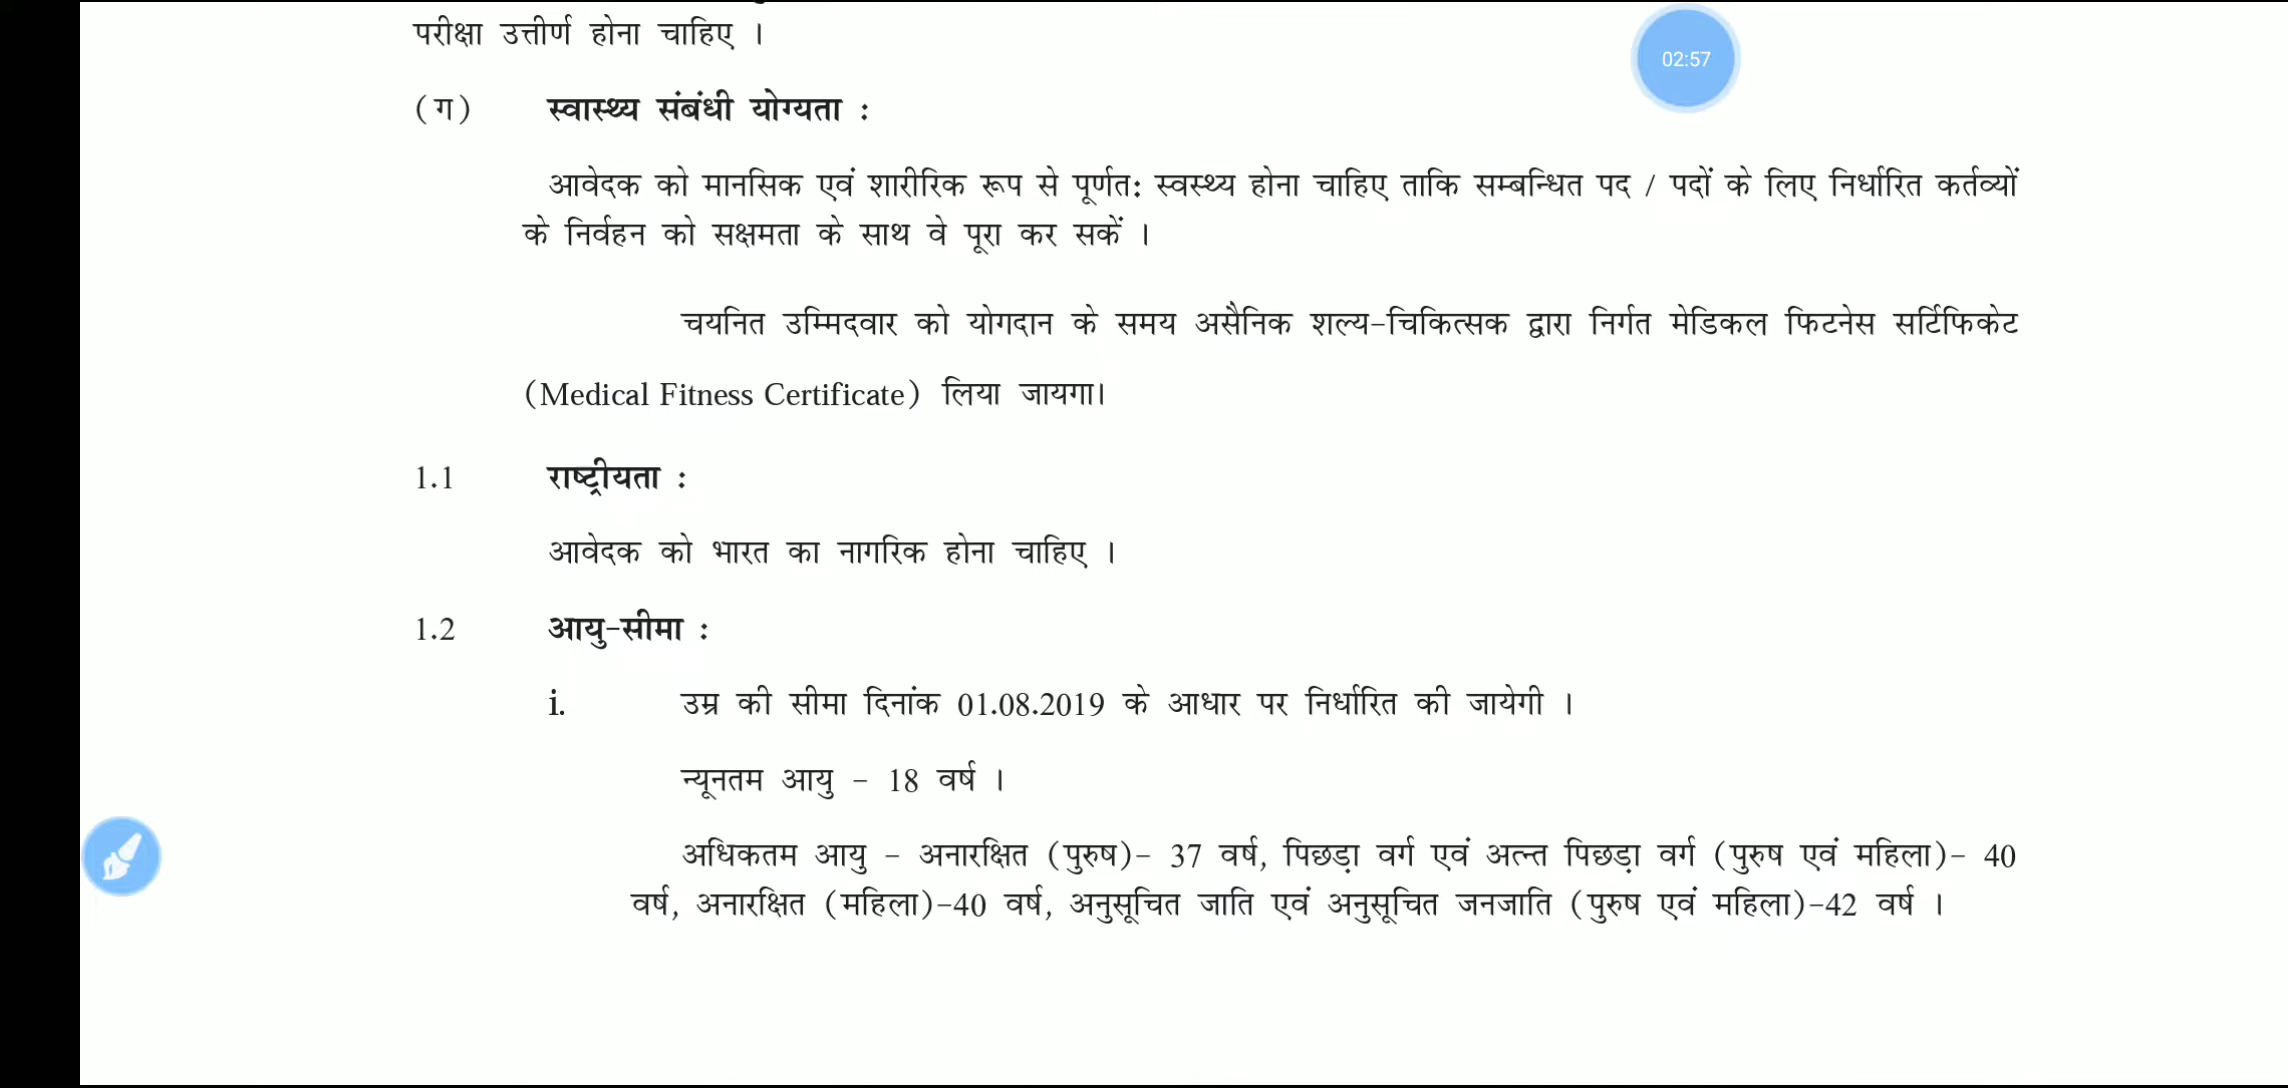 परीक्षा उत्तीर्ण होना चाहिए ।
02:57
(ग) स्वास्थ्य संबंधी योग्यता :
आवेदक को मानसिक एवं शारीरिक रूप से पूर्णत: स्वस्थ्य होना चाहिए ताकि सम्बन्धित पद / पदों के लिए निर्धारित कर्तव्यों
के निर्वहन को सक्षमता के साथ वे पूरा कर सकें ।
चयनित उम्मिदवार को योगदान के समय असैनिक शल्य-चिकित्सक द्वारा निर्गत मेडिकल फिटनेस सर्टिफिकेट
(Medical Fitness Certificate) लिया जायगा।
1.1 राष्ट्रीयता :
आवेदक को भारत का नागरिक होना चाहिए ।
1.2 आयु-सीमा :
i. उम्र की सीमा दिनांक 01.08.2019 के आधार पर निर्धारित की जायेगी ।
न्यूनतम आयु - 18 वर्ष ।
अधिकतम आयु - अनारक्षित (पुरुष)- 37 वर्ष, पिछड़ा वर्ग एवं अत्न्त पिछड़ा वर्ग (पुरुष एवं महिला)- 40
वर्ष, अनारक्षित (महिला)-40 वर्ष, अनुसूचित जाति एवं अनुसूचित जनजाति (पुरुष एवं महिला)-42 वर्ष ।